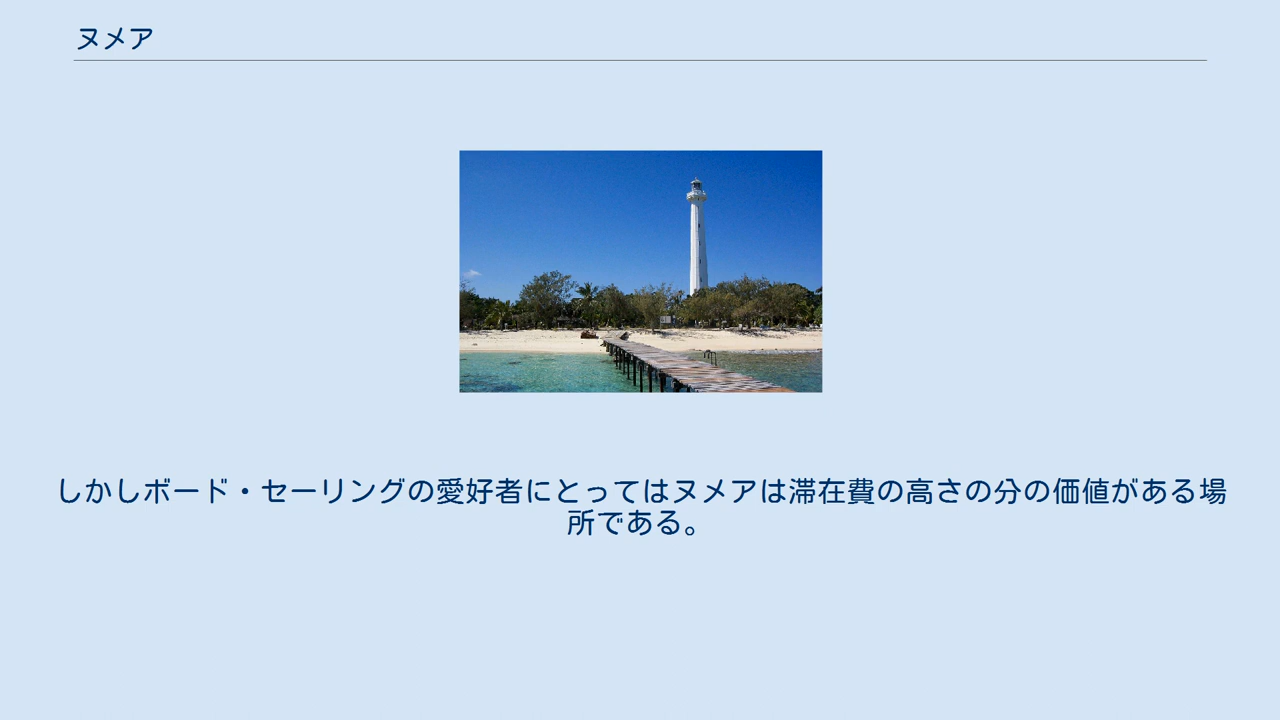 ヌメア
しかしボード・セーリングの愛好者にとってはヌメアは滞在費の高さの分の価値がある場
所である。